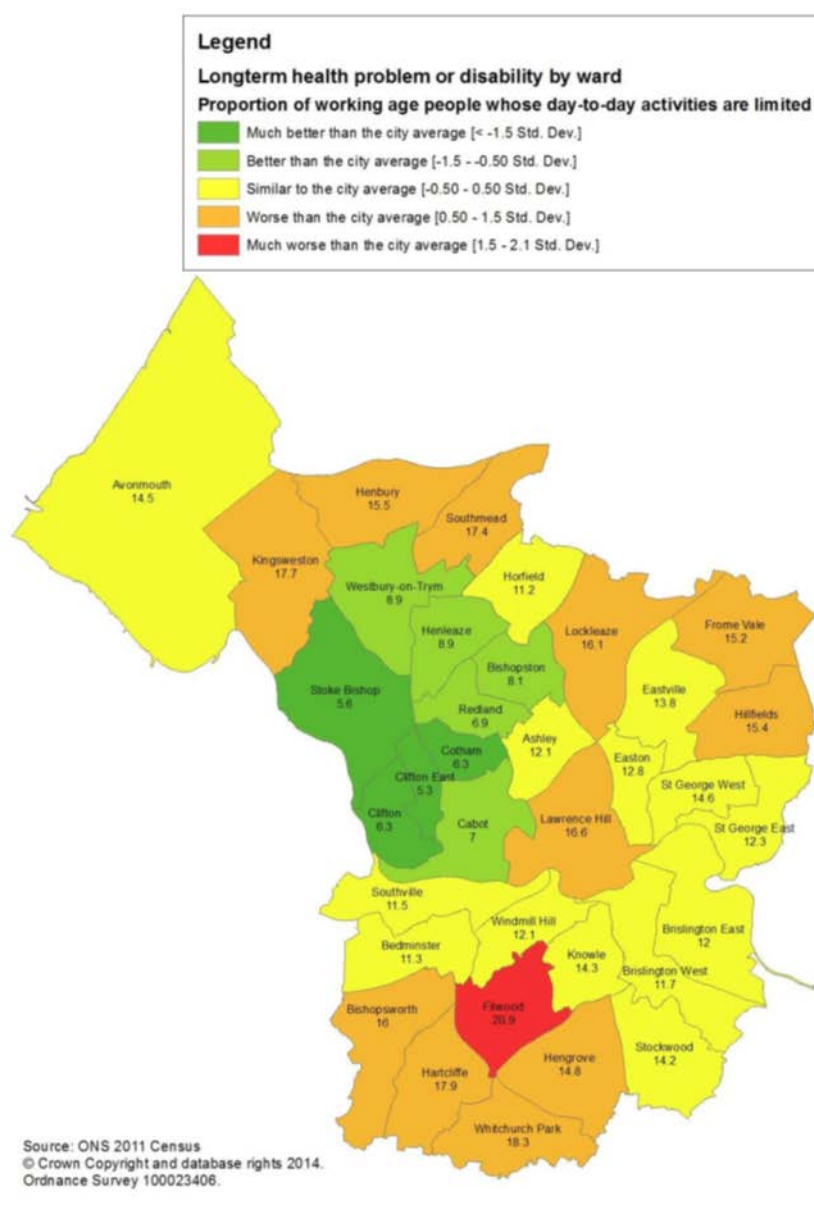 Legend
Longterm health problem or disability by ward
Proportion of working age people whose day-to-day activities are limited
Much better than the city average [< -1.5 Std. Dev.]
Better than the city average [-1.5 - -0.50 Std. Dev.]
Similar to the city average [-0.50 - 0.50 Std. Dev.]
Worse than the city average [0.50 - 1.5 Std. Dev.]
Much worse than the city average [1.5 - 2.1 Std. Dev.]
Avonmouth
14.5
Henbury
15.5
Southmead
17.4
Kingsweston
17.7
Westbury-on-Trym
8.9
Horfield
11.2
Henleaze
8.9
Lockleaze
16.1
Frome Vale
15.2
Bishopston
8.1
Stoke Bishop
5.6
Eastville
13.8
Redland
6.9
Hillfields
15.4
Ashley
12.1
Cotham
6.3
Easton
12.8
Clifton East
5.3
St George West
14.6
Clifton
6.3
Cabot
7
Lawrence Hill
16.6
St George East
12.3
Southville
11.5
Windmill Hill
12.1
Brislington East
12
Bedminster
11.3
Knowle
14.3
Brislington West
11.7
Bishopsworth
16
Filwood
20.9
Stockwood
14.2
Hengrove
14.8
Hartcliffe
17.9
Whitchurch Park
18.3
Source: ONS 2011 Census
© Crown Copyright and database rights 2014.
Ordnance Survey 100023406.